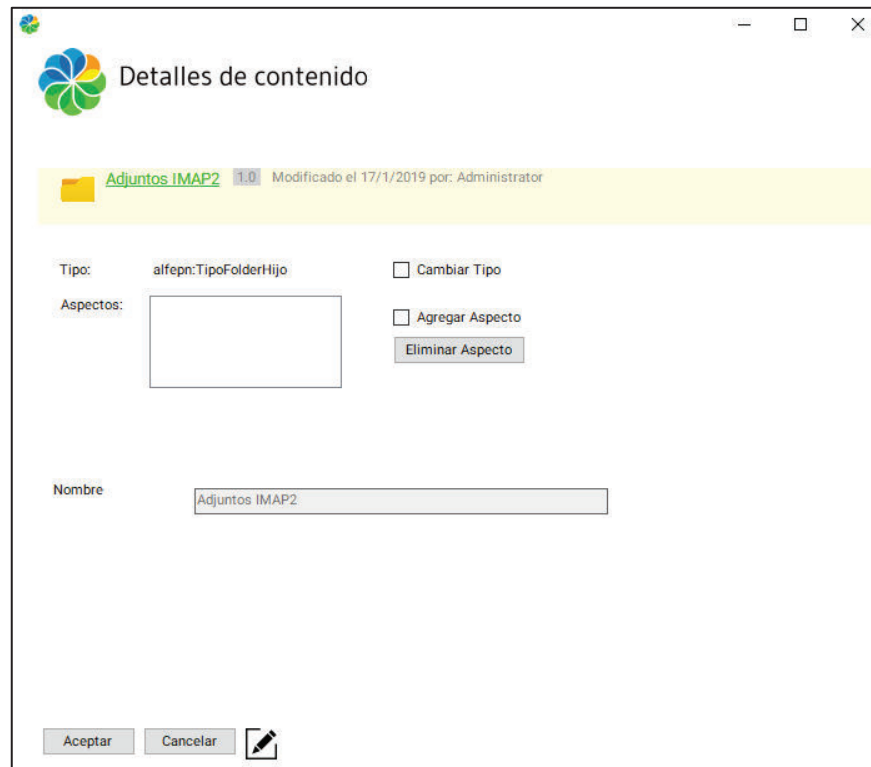 Detalles de contenido
Adjuntos IMAP2 1.0 Modificado el 17/1/2019 por: Administrator
Tipo: alfepn:TipoFolderHijo Cambiar Tipo
Aspectos: Agregar Aspecto
Eliminar Aspecto
Nombre
Adjuntos IMAP2
Aceptar Cancelar